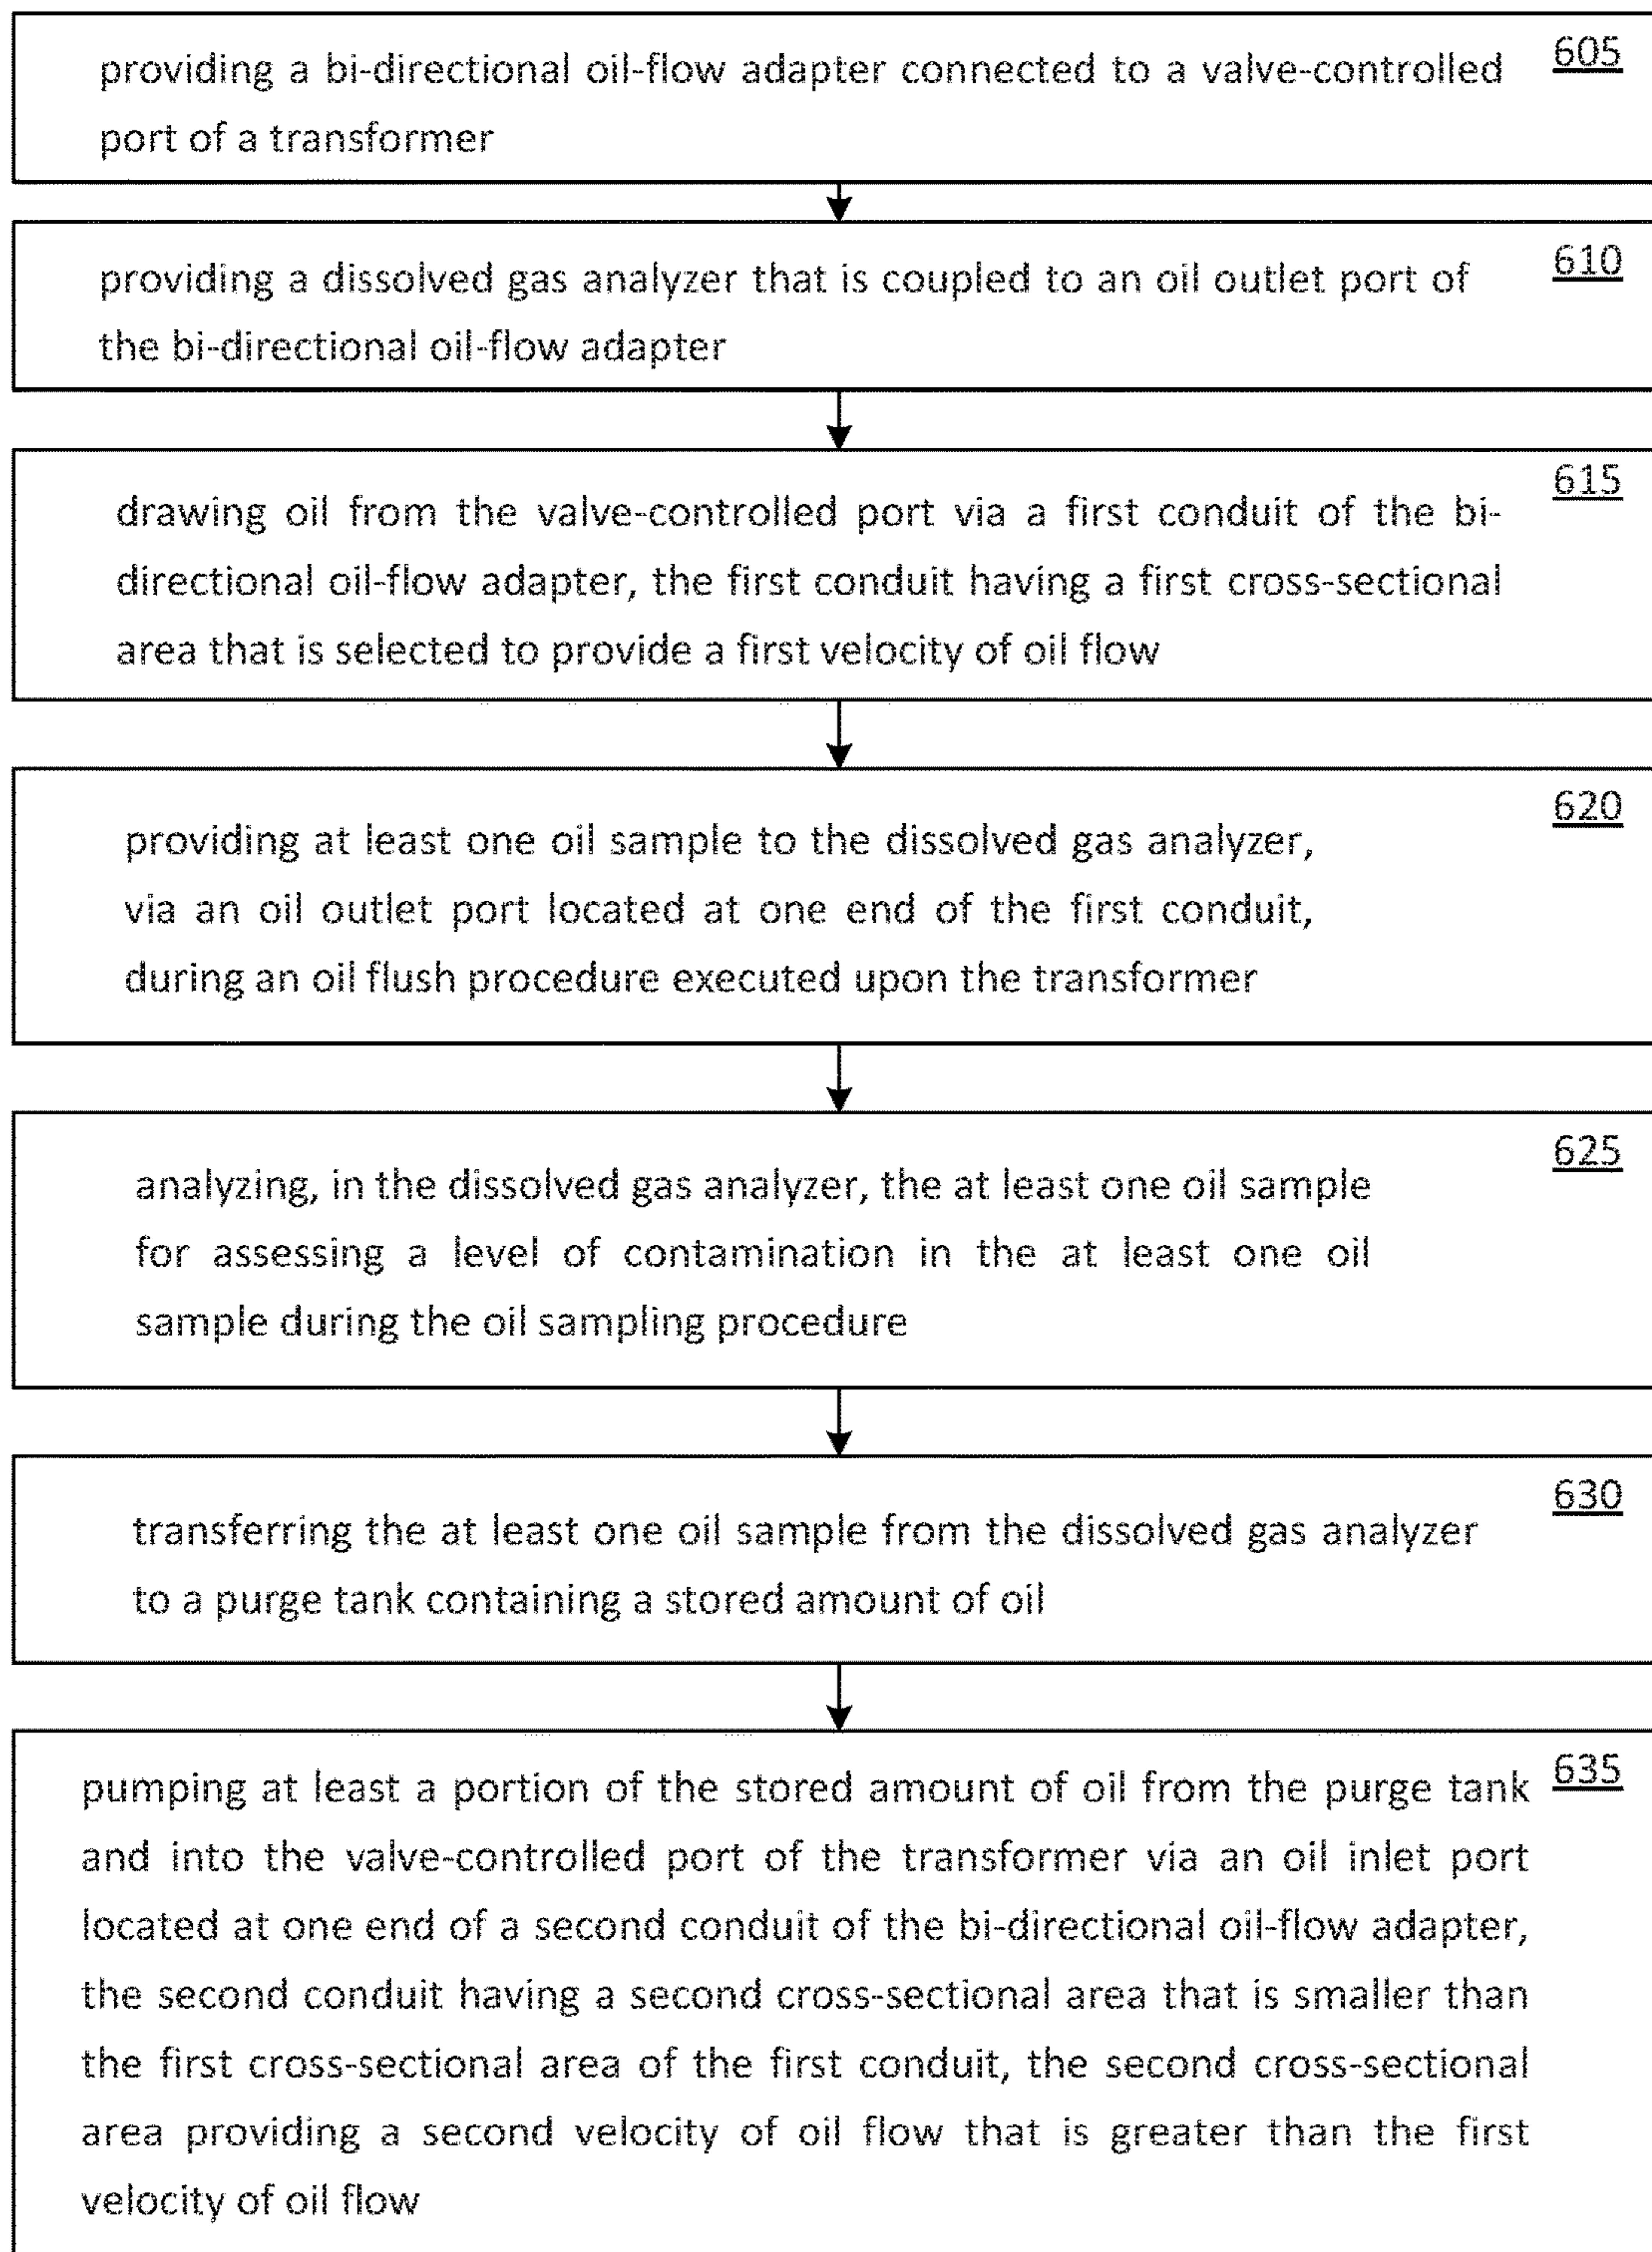 605
providing a bi-directional oil-flow adapter connected to a valve-controlled
port of a transformer
610
providing a dissolved gas analyzer that is coupled to an oil outlet port of
the bi-directional oil-flow adapter
615
drawing oil from the valve-controlled port via a first conduit of the bi-
directional oil-flow adapter, the first conduit having a first cross-sectional
area that is selected to provide a first velocity of oil flow
620
providing at least one oil sample to the dissolved gas analyzer,
via an oil outlet port located at one end of the first conduit,
during an oil flush procedure executed upon the transformer
625
analyzing, in the dissolved gas analyzer, the at least one oil sample
for assessing a level of contamination in the at least one oil
sample during the oil sampling procedure
630
transferring the at least one oil sample from the dissolved gas analyzer
to a purge tank containing a stored amount of oil
635
pumping at least a portion of the stored amount of oil from the purge tank
and into the valve-controlled port of the transformer via an oil inlet port
located at one end of a second conduit of the bi-directional oil-flow adapter,
the second conduit having a second cross-sectional area that is smaller than
the first cross-sectional area of the first conduit, the second cross-sectional
area providing a second velocity of oil flow that is greater than the first
velocity of oil flow